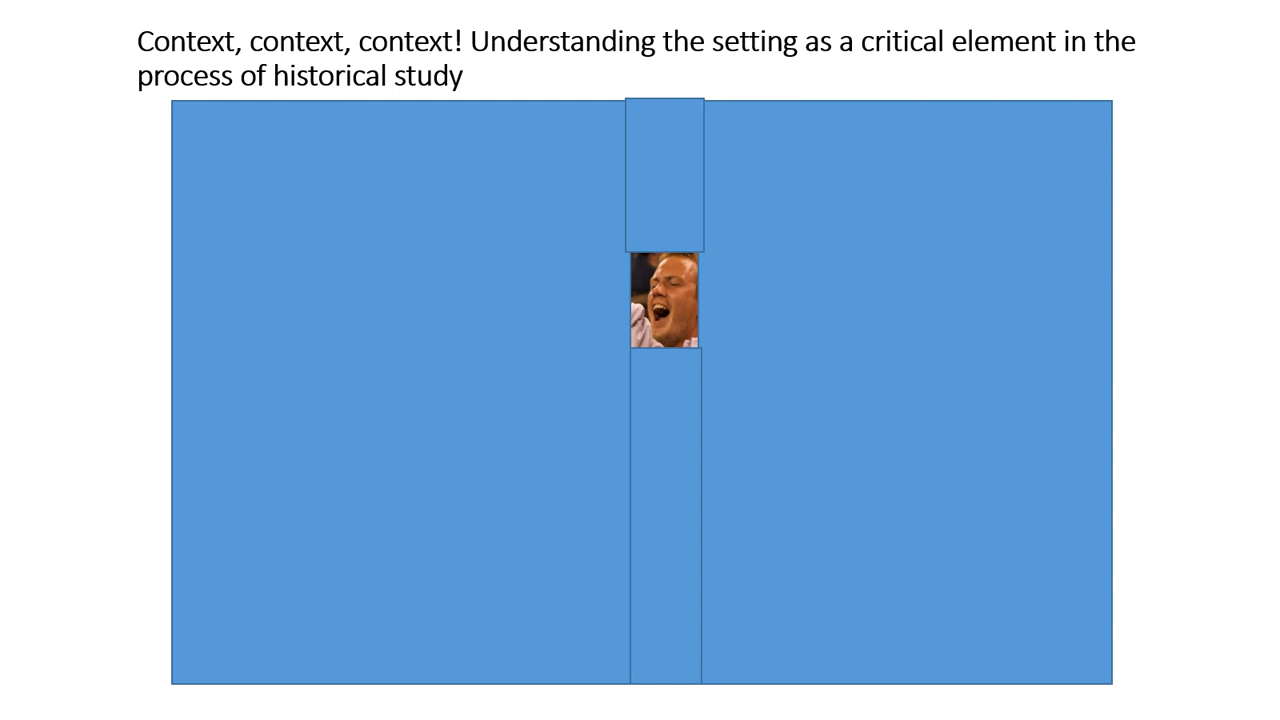 Context, context, context! Understanding the setting as a critical element in the
process of historical study